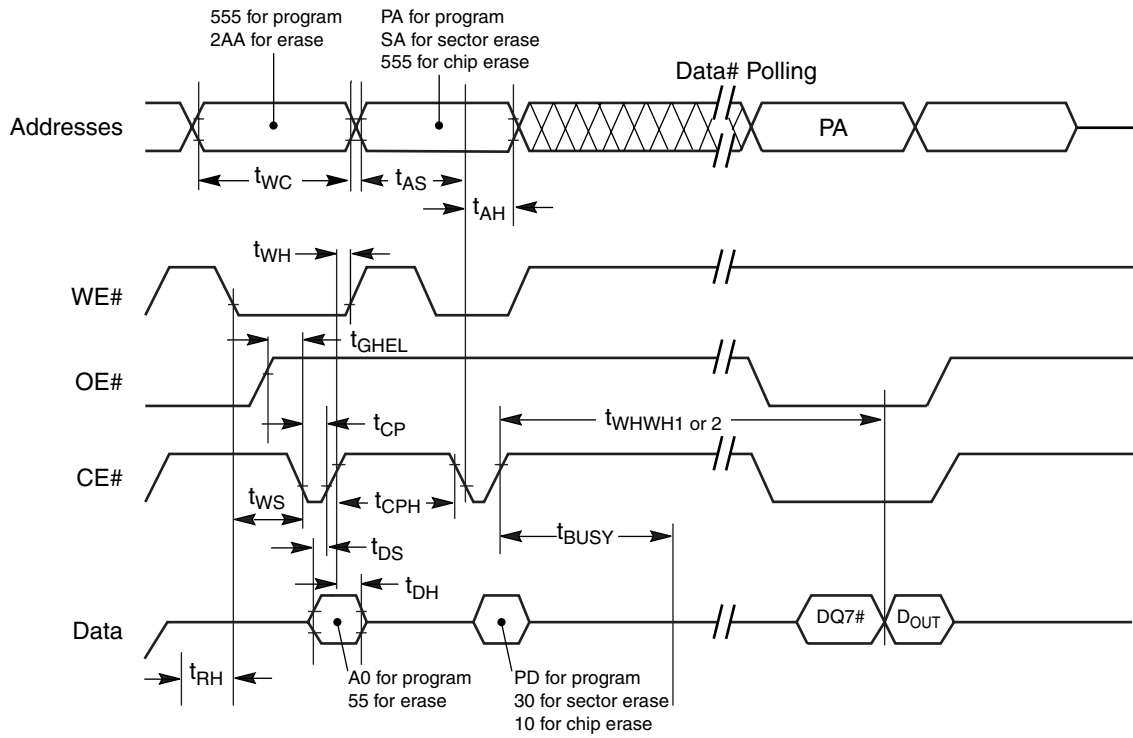 555 for program
2AA for erase
PA for program
SA for sector erase
555 for chip erase
Data# Polling
Addresses
PA
tWC
tAS
tAH
tWH
WE#
tGHEL
OE#
tWHWH1 or 2
tCP
CE#
tWS
tCPH
tBUSY
tDS
tDH
Data
DQ7#
DOUT
tRH
A0 for program
55 for erase
PD for program
30 for sector erase
10 for chip erase